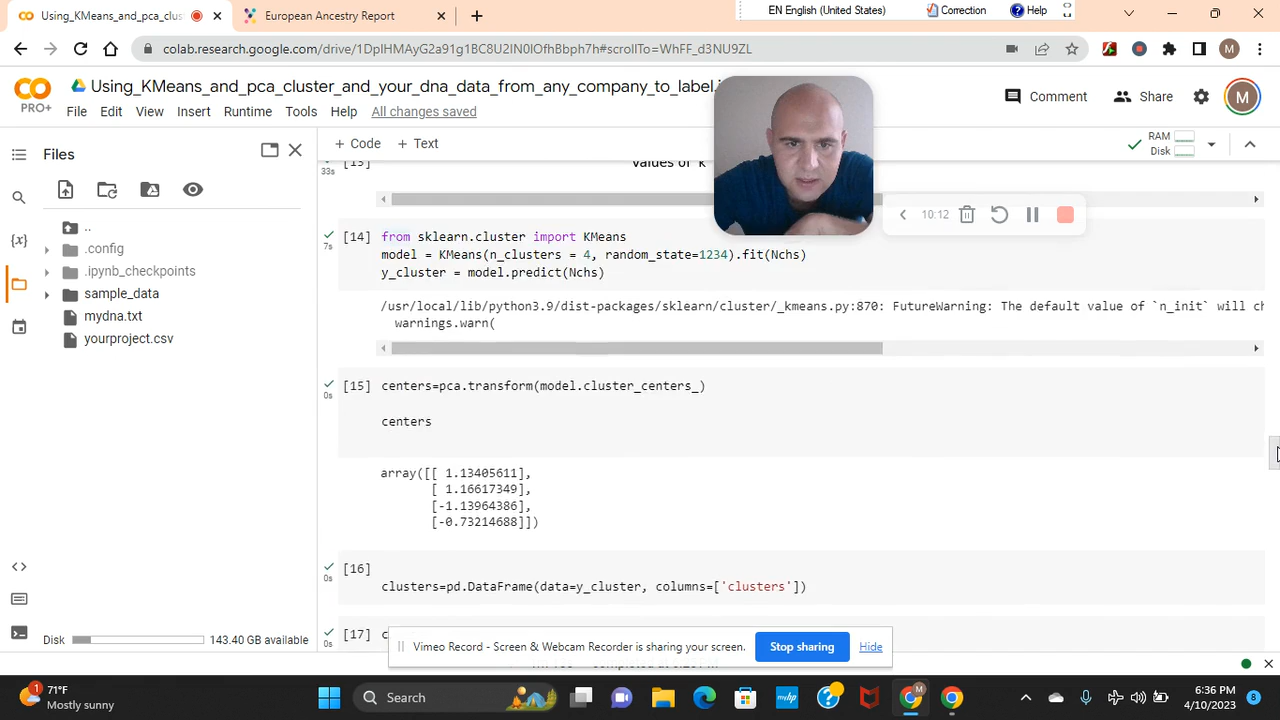 Using_KMeans_and_pca_clus
European Ancestry Report
EN English (United States)
Correction
Help
colab.research.google.com/drive/1DpIHMAyG2a91g1BC8U2IN0IOfhBbph7h#scrollTo=WhFF_d3NU9ZL
M
PRO+
Using_KMeans_and_pca_cluster_and_your_dna_data_from_any_company_to_label.i
File Edit View Insert Runtime Tools Help All changes saved
Comment
Share
M
Files
+ Code + Text
RAM
Disk
..
.config
.ipynb_checkpoints
sample_data
mydna.txt
yourproject.csv
Disk 143.40 GB available
10:12
[13]
33s
values of k
[14]
7s
from sklearn.cluster import KMeans
model = KMeans(n_clusters = 4, random_state=1234).fit(Nchs)
y_cluster = model.predict(Nchs)
/usr/local/lib/python3.9/dist-packages/sklearn/cluster/_kmeans.py:870: FutureWarning: The default value of `n_init` will ch
warnings.warn(
[15]
0s
centers=pca.transform(model.cluster_centers_)
centers
array([[ 1.13405611],
[ 1.16617349],
[-1.13964386],
[-0.73214688]])
[16]
0s
clusters=pd.DataFrame(data=y_cluster, columns=['clusters'])
[17]
0s
Vimeo Record - Screen & Webcam Recorder is sharing your screen.
Stop sharing
Hide
71°F
Mostly sunny
1
Search
mhp
M
6:36 PM
4/10/2023
8